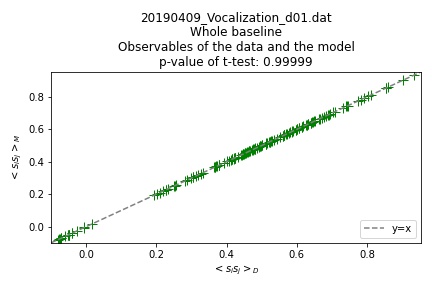 20190409_Vocalization_d01.dat
Whole baseline
Observables of the data and the model
p-value of t-test: 0.99999
< s_i s_j >_M
0.8
0.6
0.4
0.2
0.0
y=x
0.0 0.2 0.4 0.6 0.8
< s_i s_j >_D